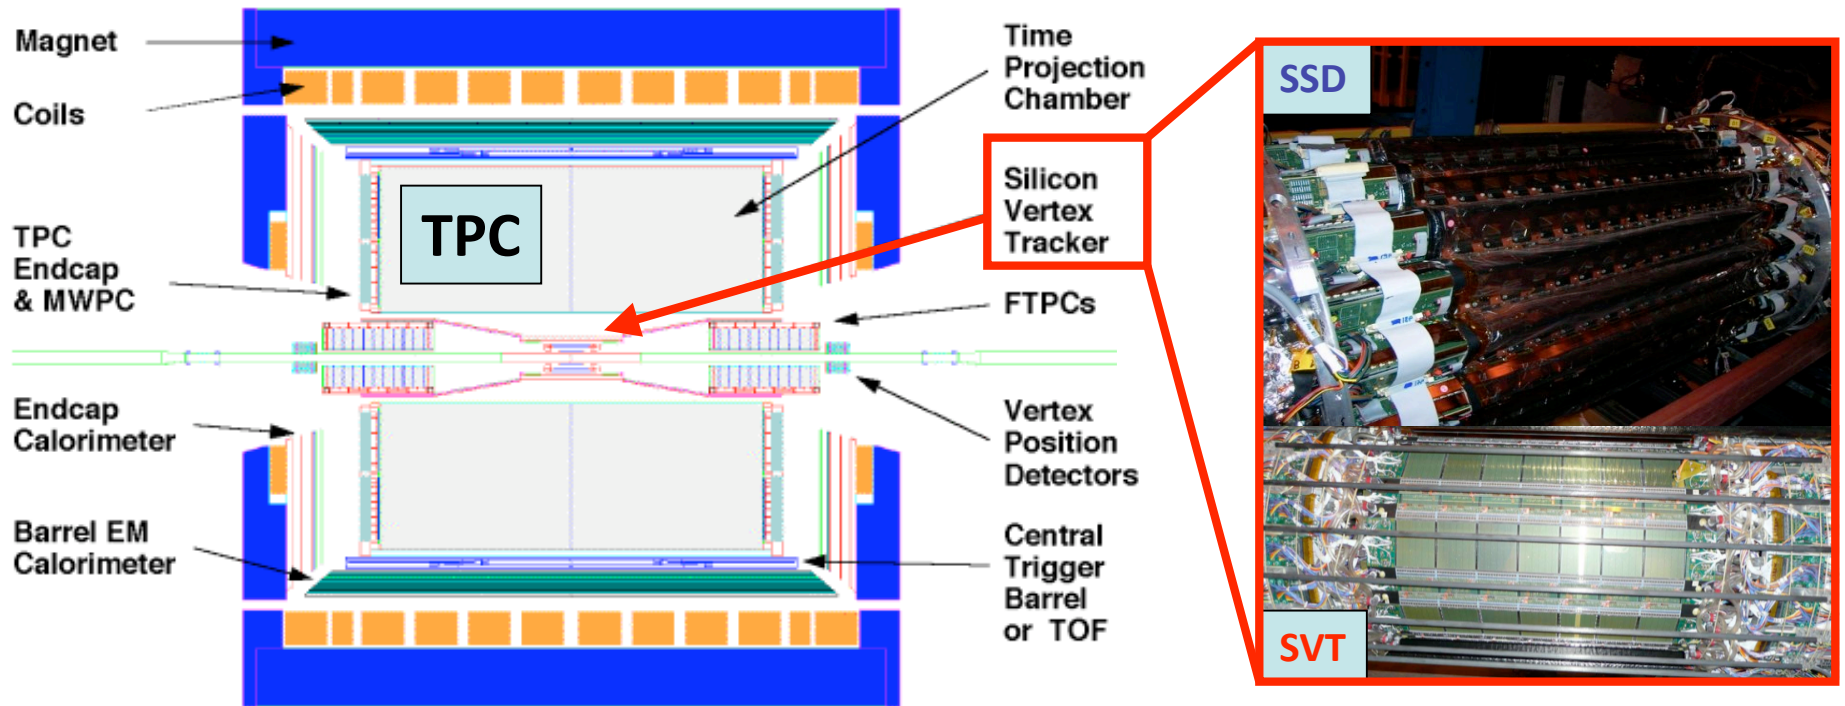 Magnet
Coils
TPC
Endcap
& MWPC
Endcap
Calorimeter
Barrel EM
Calorimeter
TPC
Time
Projection
Chamber
Silicon
Vertex
Tracker
FTPCs
Vertex
Position
Detectors
Central
Trigger
Barrel
or TOF
SSD
SVT